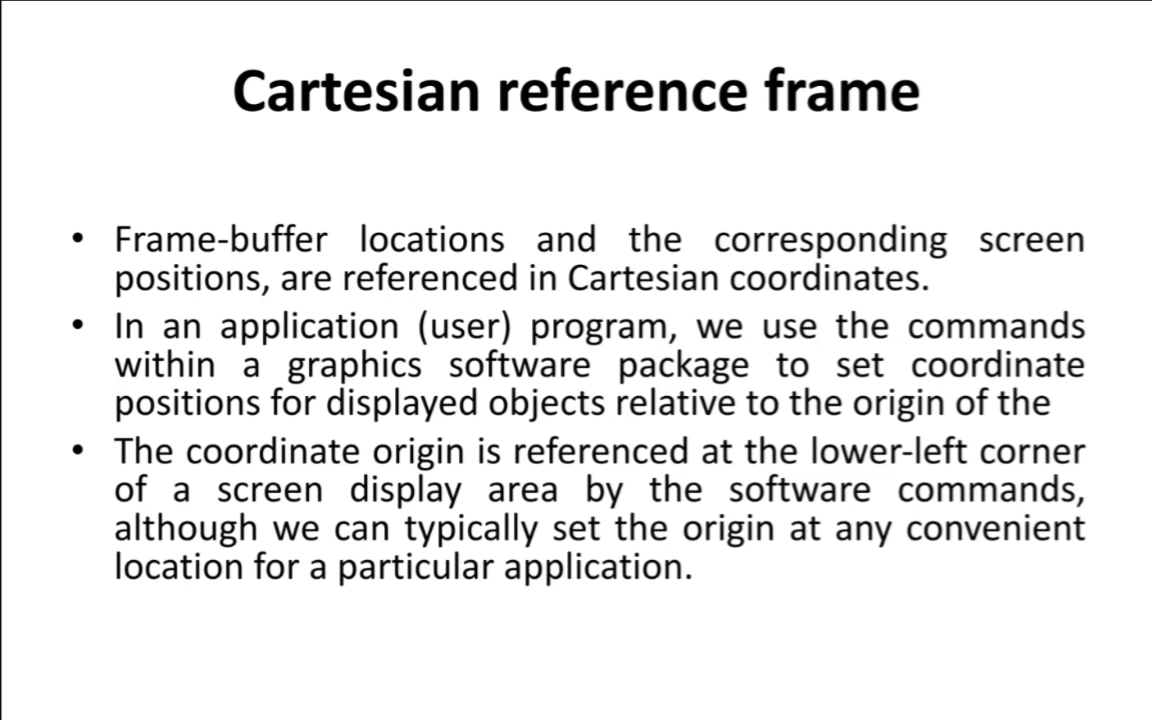 Cartesian reference frame
• Frame-buffer locations and the corresponding screen
positions, are referenced in Cartesian coordinates.
• In an application (user) program, we use the commands
within a graphics software package to set coordinate
positions for displayed objects relative to the origin of the
• The coordinate origin is referenced at the lower-left corner
of a screen display area by the software commands,
although we can typically set the origin at any convenient
location for a particular application.